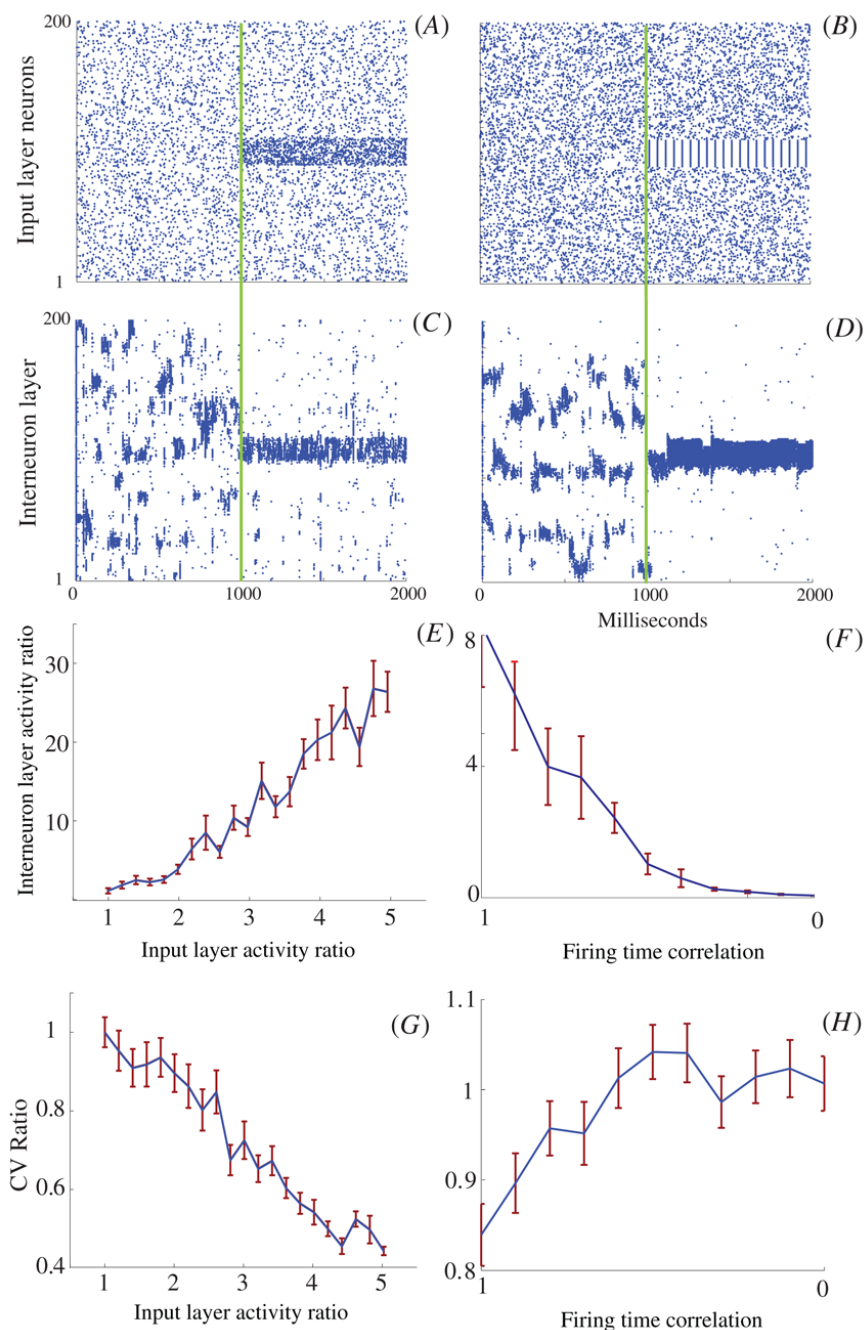 200
(A)
(B)
Input layer neurons
1
200
(C)
(D)
Interneuron layer
1
0
1000
2000
0
1000
2000
Milliseconds
(E)
(F)
Interneuron layer activity ratio
30
20
10
1
2
3
4
5
Input layer activity ratio
8
4
0
1
0
Firing time correlation
(G)
(H)
CV Ratio
1
0.8
0.6
0.4
1
2
3
4
5
Input layer activity ratio
1.1
1
0.9
0.8
1
0
Firing time correlation